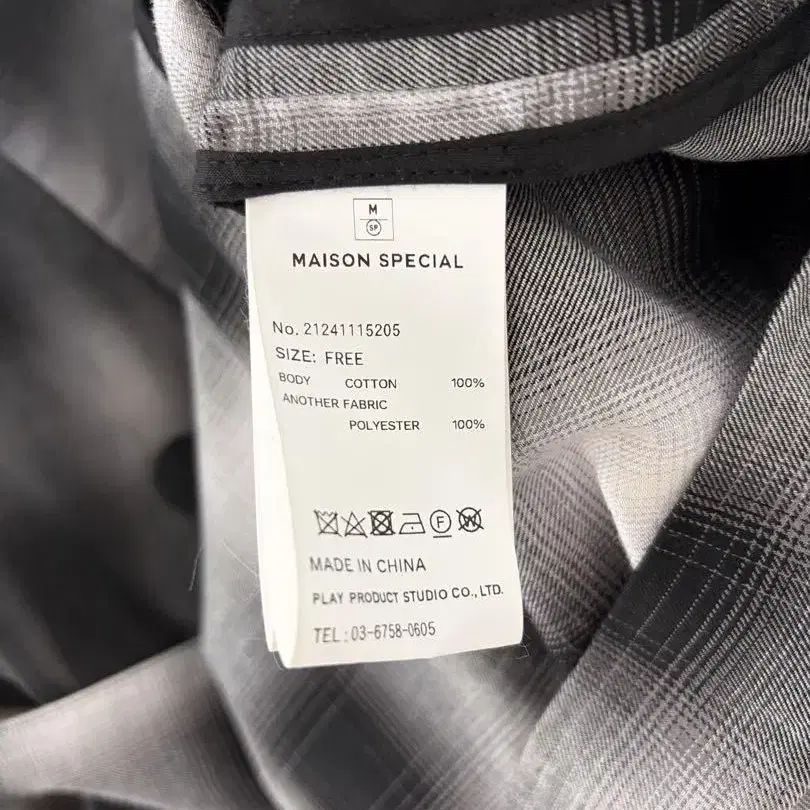 M
SP
MAISON SPECIAL
No. 21241115205
SIZE: FREE
BODY COTTON 100%
ANOTHER FABRIC
POLYESTER 100%
F W
MADE IN CHINA
PLAY PRODUCT STUDIO CO., LTD.
TEL : 03-6758-0605